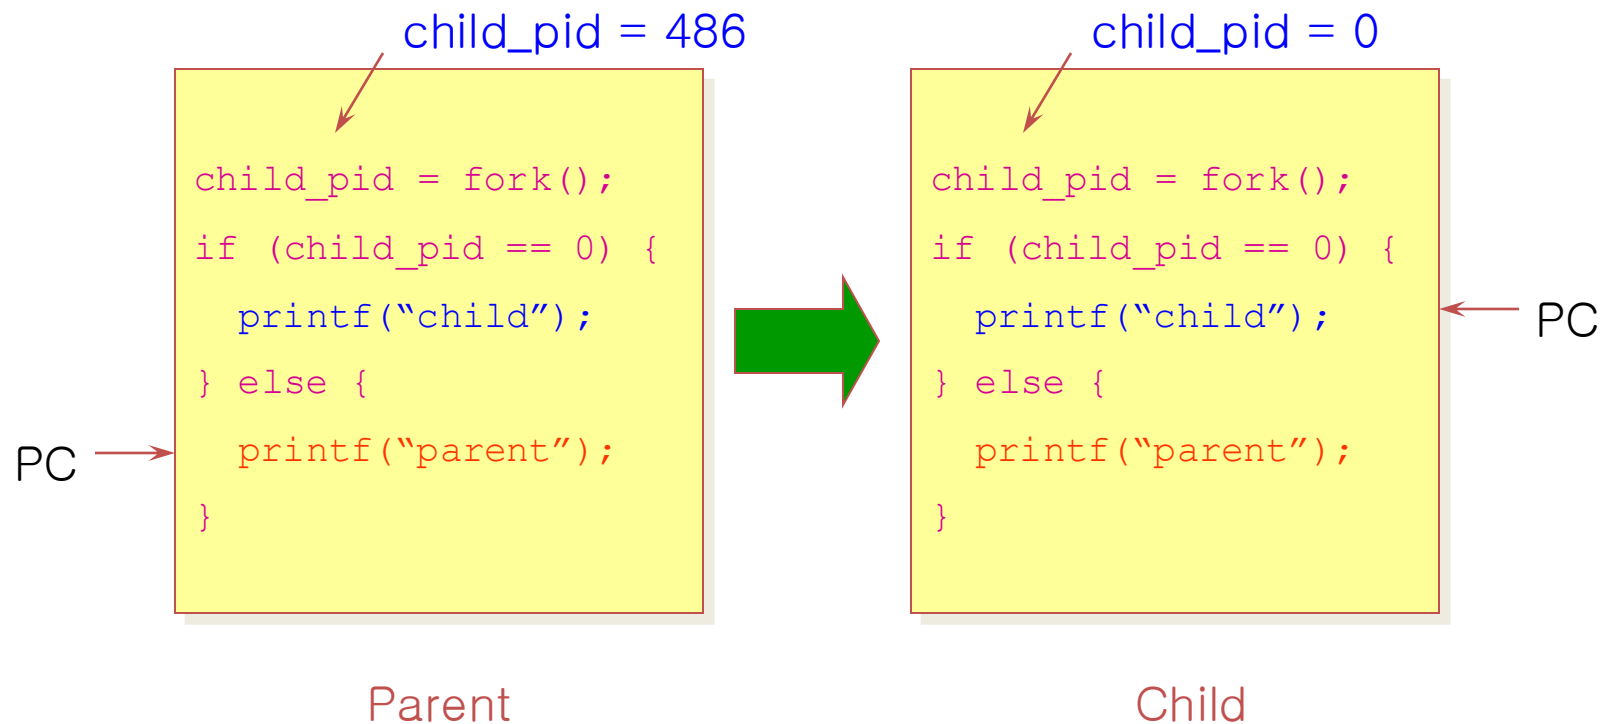 child_pid = 486
child_pid = fork();
if (child_pid == 0) {
printf(“child”);
} else {
printf(“parent”);
}
PC
Parent
child_pid = 0
child_pid = fork();
if (child_pid == 0) {
printf(“child”);
} else {
printf(“parent”);
}
PC
Child